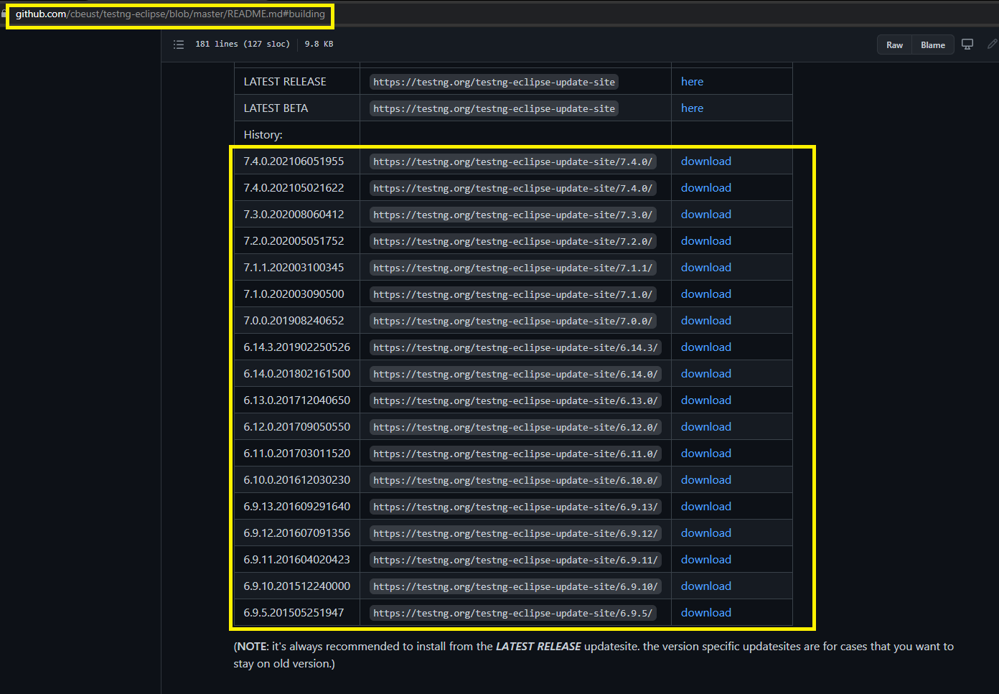 github.com/cbeust/testng-eclipse/blob/master/README.md#building
181 lines (127 sloc) 9.8 KB Raw Blame
LATEST RELEASE https://testng.org/testng-eclipse-update-site here
LATEST BETA https://testng.org/testng-eclipse-update-site here
History:
7.4.0.202106051955 https://testng.org/testng-eclipse-update-site/7.4.0/ download
7.4.0.202105021622 https://testng.org/testng-eclipse-update-site/7.4.0/ download
7.3.0.202008060412 https://testng.org/testng-eclipse-update-site/7.3.0/ download
7.2.0.202005051752 https://testng.org/testng-eclipse-update-site/7.2.0/ download
7.1.1.202003100345 https://testng.org/testng-eclipse-update-site/7.1.1/ download
7.1.0.202003090500 https://testng.org/testng-eclipse-update-site/7.1.0/ download
7.0.0.201908240652 https://testng.org/testng-eclipse-update-site/7.0.0/ download
6.14.3.201902250526 https://testng.org/testng-eclipse-update-site/6.14.3/ download
6.14.0.201802161500 https://testng.org/testng-eclipse-update-site/6.14.0/ download
6.13.0.201712040650 https://testng.org/testng-eclipse-update-site/6.13.0/ download
6.12.0.201709050550 https://testng.org/testng-eclipse-update-site/6.12.0/ download
6.11.0.201703011520 https://testng.org/testng-eclipse-update-site/6.11.0/ download
6.10.0.201612030230 https://testng.org/testng-eclipse-update-site/6.10.0/ download
6.9.13.201609291640 https://testng.org/testng-eclipse-update-site/6.9.13/ download
6.9.12.201607091356 https://testng.org/testng-eclipse-update-site/6.9.12/ download
6.9.11.201604020423 https://testng.org/testng-eclipse-update-site/6.9.11/ download
6.9.10.201512240000 https://testng.org/testng-eclipse-update-site/6.9.10/ download
6.9.5.201505251947 https://testng.org/testng-eclipse-update-site/6.9.5/ download
(NOTE: it's always recommended to install from the LATEST RELEASE updatesite. the version specific updatesites are for cases that you want to
stay on old version.)